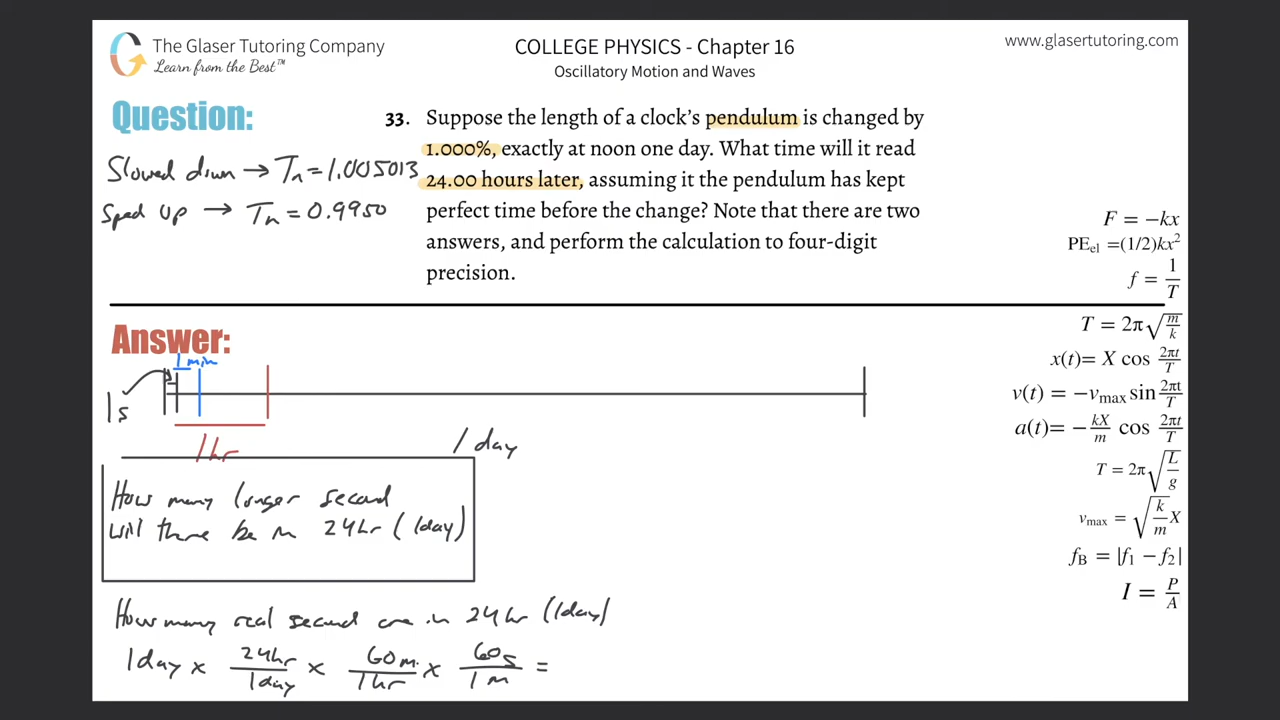 The Glaser Tutoring Company
Learn from the Best™
COLLEGE PHYSICS - Chapter 16
Oscillatory Motion and Waves
www.glasertutoring.com
Question:
Slowed down → Tn = 1.005013
Sped up → Tn = 0.9950
33. Suppose the length of a clock's pendulum is changed by
1.000%, exactly at noon one day. What time will it read
24.00 hours later, assuming it the pendulum has kept
perfect time before the change? Note that there are two
answers, and perform the calculation to four-digit
precision.
F = −kx
PEel =(1/2)kx²
f = 1/T
T = 2π√(m/k)
x(t)= X cos 2πt/T
v(t) = −vmax sin 2πt/T
a(t)= − kX/m cos 2πt/T
T = 2π√(L/g)
vmax = √(k/m)X
fB = |f1 − f2|
I = P/A
Answer:
1 min
1s
1hr
1 day
How many longer second
will there be in 24hr (1day)
How many real second are in 24hr (1day)
1day x 24hr/1day x 60m/1hr x 60s/1m =